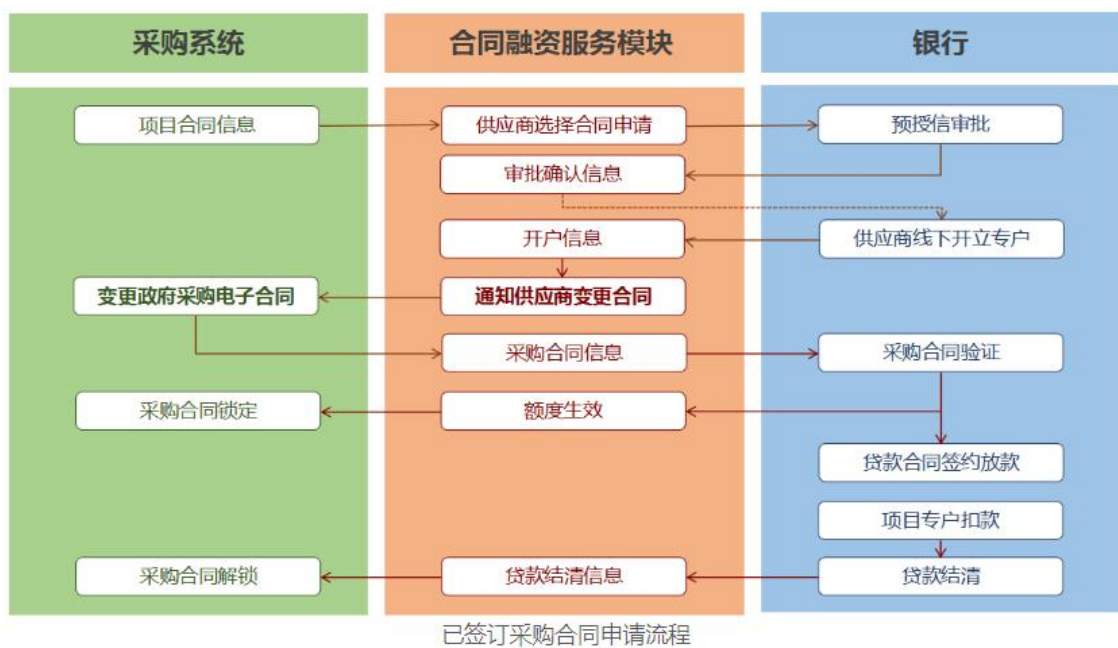 采购系统 合同融资服务模块 银行
项目合同信息 供应商选择合同申请 预授信审批
审批确认信息
开户信息 供应商线下开立专户
变更政府采购电子合同 通知供应商变更合同
采购合同信息 采购合同验证
采购合同锁定 额度生效
贷款合同签约放款
项目专户扣款
采购合同解锁 贷款结清信息 贷款结清
已签订采购合同申请流程